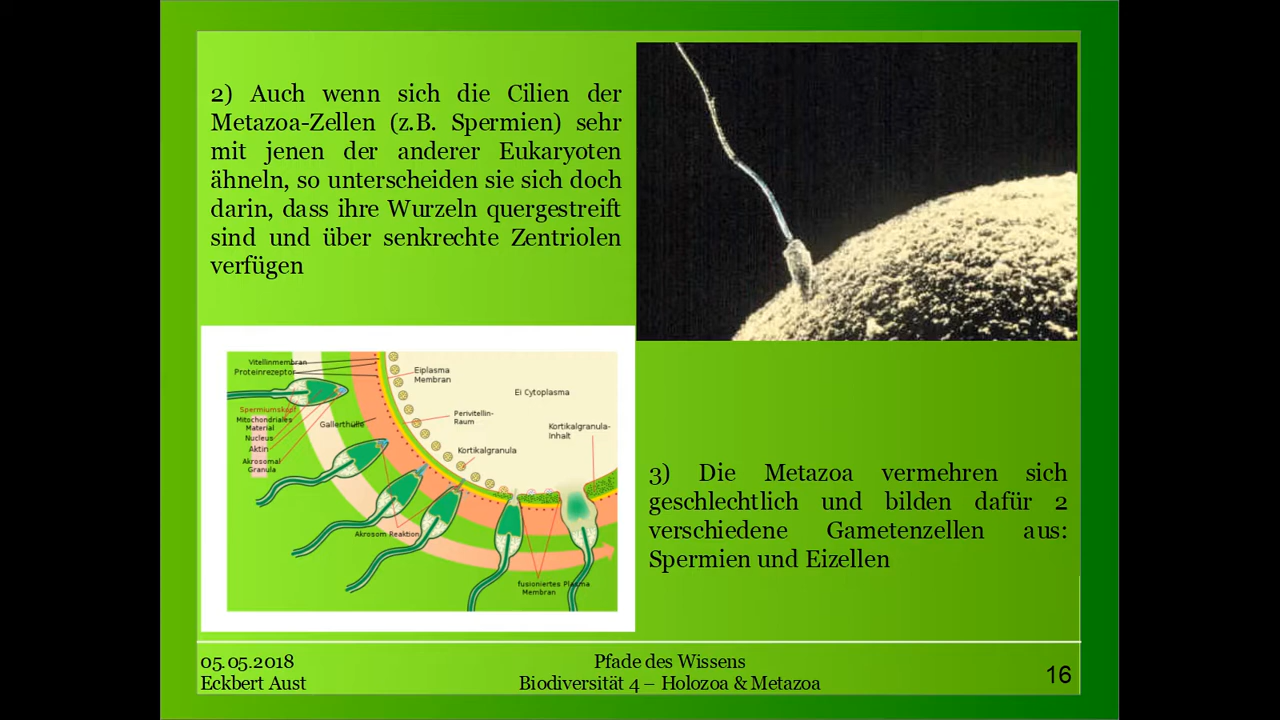 2) Auch wenn sich die Cilien der
Metazoa-Zellen (z.B. Spermien) sehr
mit jenen der anderer Eukaryoten
ähneln, so unterscheiden sie sich doch
darin, dass ihre Wurzeln quergestreift
sind und über senkrechte Zentriolen
verfügen
Vitellinmembran
Proteinrezeptor
Spermiumskopf
Mitochondriales
Material
Nucleus
Aktin
Akrosomal
Granula
Gallerthülle
Akrosom Reaktion
Eiplasma
Membran
Ei Cytoplasma
Perivitellin-
Raum
Kortikalgranula
Kortikalgranula-
Inhalt
fusioniertes Plasma
Membran
3) Die Metazoa vermehren sich
geschlechtlich und bilden dafür 2
verschiedene Gametenzellen aus:
Spermien und Eizellen
05.05.2018
Eckbert Aust
Pfade des Wissens
Biodiversität 4 – Holozoa & Metazoa
16